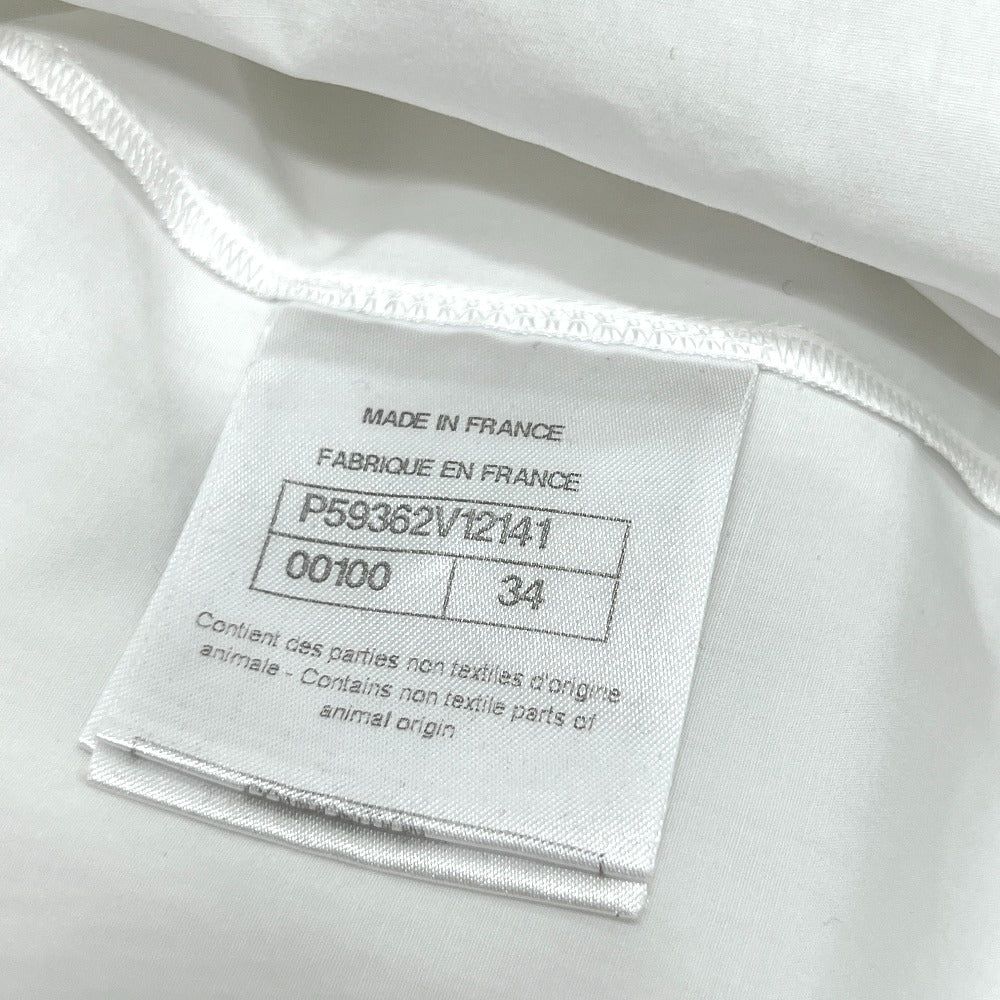 MADE IN FRANCE
FABRIQUE EN FRANCE
P59362V12141
00100 34
Contient des parties non textiles d'origine
animale - Contains non textile parts of
animal origin